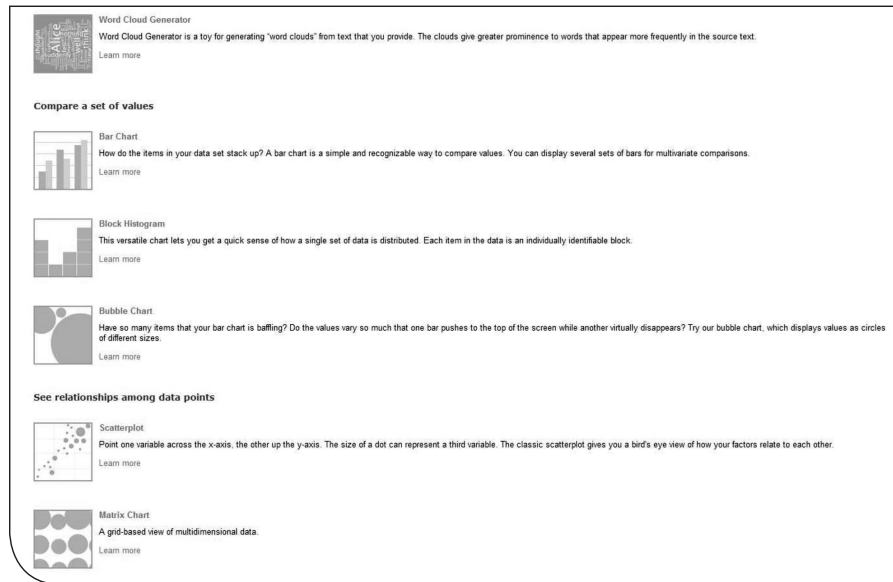 Word Cloud Generator
Word Cloud Generator is a toy for generating "word clouds" from text that you provide. The clouds give greater prominence to words that appear more frequently in the source text.
Learn more
Alice
well
think
thought
Compare a set of values
Bar Chart
How do the items in your data set stack up? A bar chart is a simple and recognizable way to compare values. You can display several sets of bars for multivariate comparisons.
Learn more
Block Histogram
This versatile chart lets you get a quick sense of how a single set of data is distributed. Each item in the data is an individually identifiable block.
Learn more
Bubble Chart
Have so many items that your bar chart is baffling? Do the values vary so much that one bar pushes to the top of the screen while another virtually disappears? Try our bubble chart, which displays values as circles
of different sizes.
Learn more
See relationships among data points
Scatterplot
Point one variable across the x-axis, the other up the y-axis. The size of a dot can represent a third variable. The classic scatterplot gives you a bird's eye view of how your factors relate to each other.
Learn more
Matrix Chart
A grid-based view of multidimensional data.
Learn more